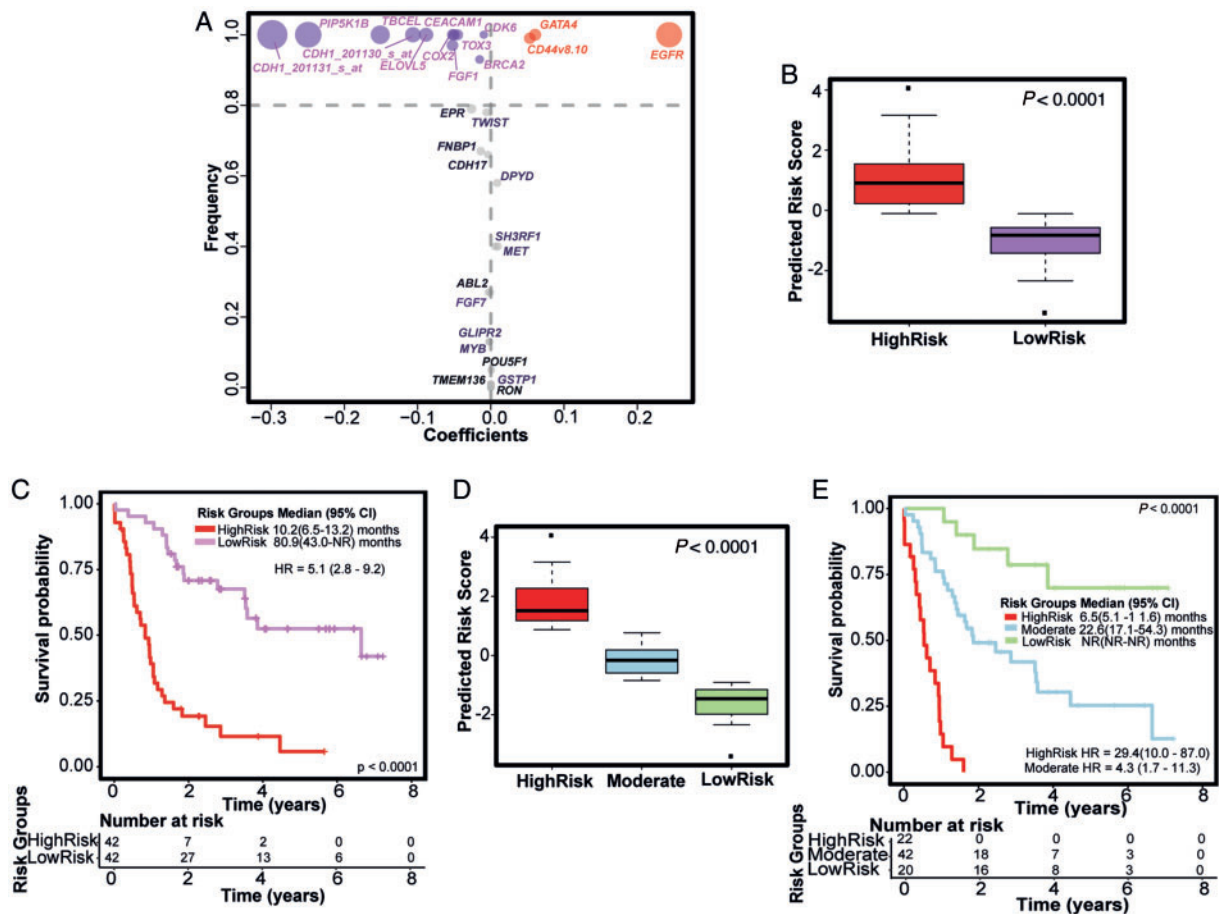 A
PIP5K1B
TBCEL
CEACAM1
CDK6
GATA4
CDH1_201130_s_at
COX2
TOX3
CD44v8.10
CDH1_201131_s_at
ELOVL5
FGF1
BRCA2
EGFR
EPR
TWIST
FNBP1
CDH17
DPYD
SH3RF1
MET
ABL2
FGF7
GLIPR2
MYB
POU5F1
TMEM136
GSTP1
RON
Frequency
1.0
0.8
0.6
0.4
0.2
0.0
−0.3 −0.2 −0.1 0.0 0.1 0.2
Coefficients
B
P < 0.0001
Predicted Risk Score
4
2
0
-2
HighRisk LowRisk
C
Risk Groups Median (95% CI)
HighRisk 10.2(6.5-13.2) months
LowRisk 80.9(43.0-NR) months
HR = 5.1 (2.8 - 9.2)
p < 0.0001
Survival probability
1.00
0.75
0.50
0.25
0.00
0 2 4 6 8
Time (years)
Number at risk
Risk Groups
HighRisk 42 7 2 0 0
LowRisk 42 27 13 6 0
0 2 4 6 8
Time (years)
D
P < 0.0001
Predicted Risk Score
4
2
0
-2
HighRisk Moderate LowRisk
E
P < 0.0001
Risk Groups Median (95% CI)
HighRisk 6.5(5.1 -1 1.6) months
Moderate 22.6(17.1-54.3) months
LowRisk NR(NR-NR) months
HighRisk HR = 29.4(10.0 - 87.0)
Moderate HR = 4.3 (1.7 - 11.3)
Survival probability
1.00
0.75
0.50
0.25
0.00
0 2 4 6 8
Time (years)
Number at risk
Risk Groups
HighRisk 22 0 0 0 0
Moderate 42 18 7 3 0
LowRisk 20 16 8 3 0
0 2 4 6 8
Time (years)